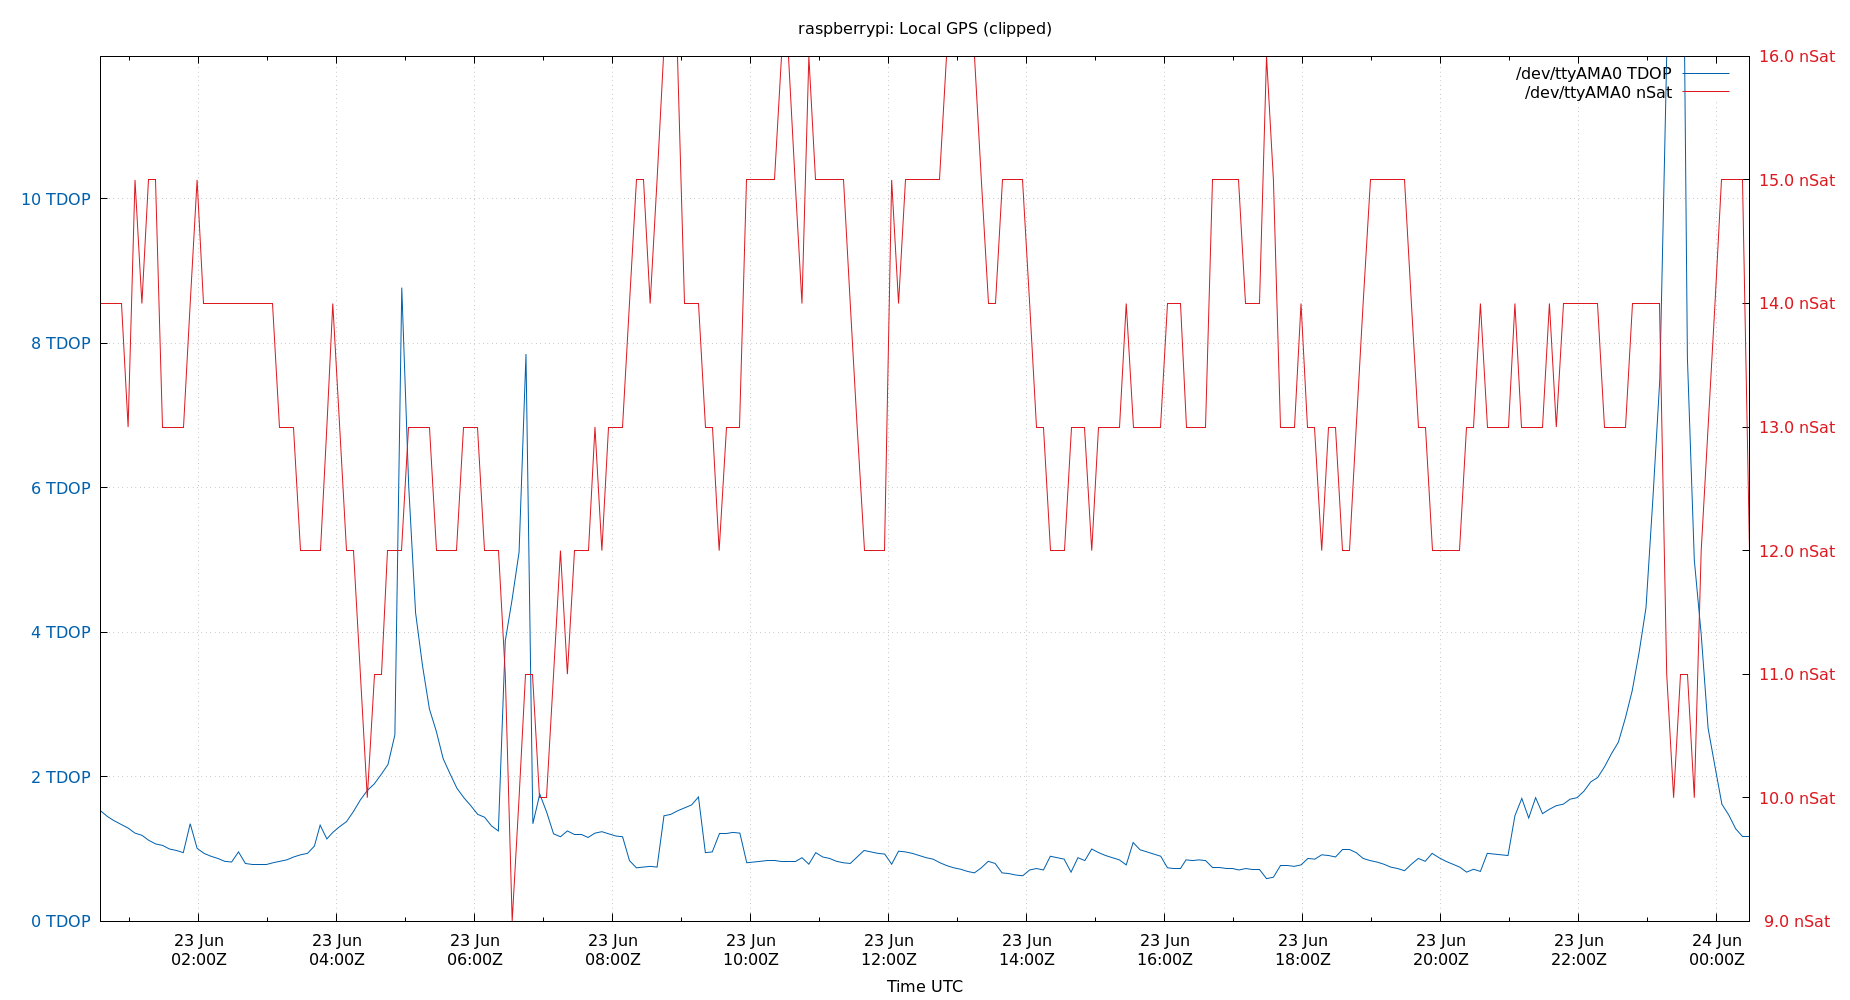 raspberrypi: Local GPS (clipped)
/dev/ttyAMA0 TDOP
/dev/ttyAMA0 nSat
10 TDOP
8 TDOP
6 TDOP
4 TDOP
2 TDOP
0 TDOP
16.0 nSat
15.0 nSat
14.0 nSat
13.0 nSat
12.0 nSat
11.0 nSat
10.0 nSat
9.0 nSat
23 Jun 23 Jun 23 Jun 23 Jun 23 Jun 23 Jun 23 Jun 23 Jun 23 Jun 23 Jun 23 Jun 24 Jun
02:00Z 04:00Z 06:00Z 08:00Z 10:00Z 12:00Z 14:00Z 16:00Z 18:00Z 20:00Z 22:00Z 00:00Z
Time UTC